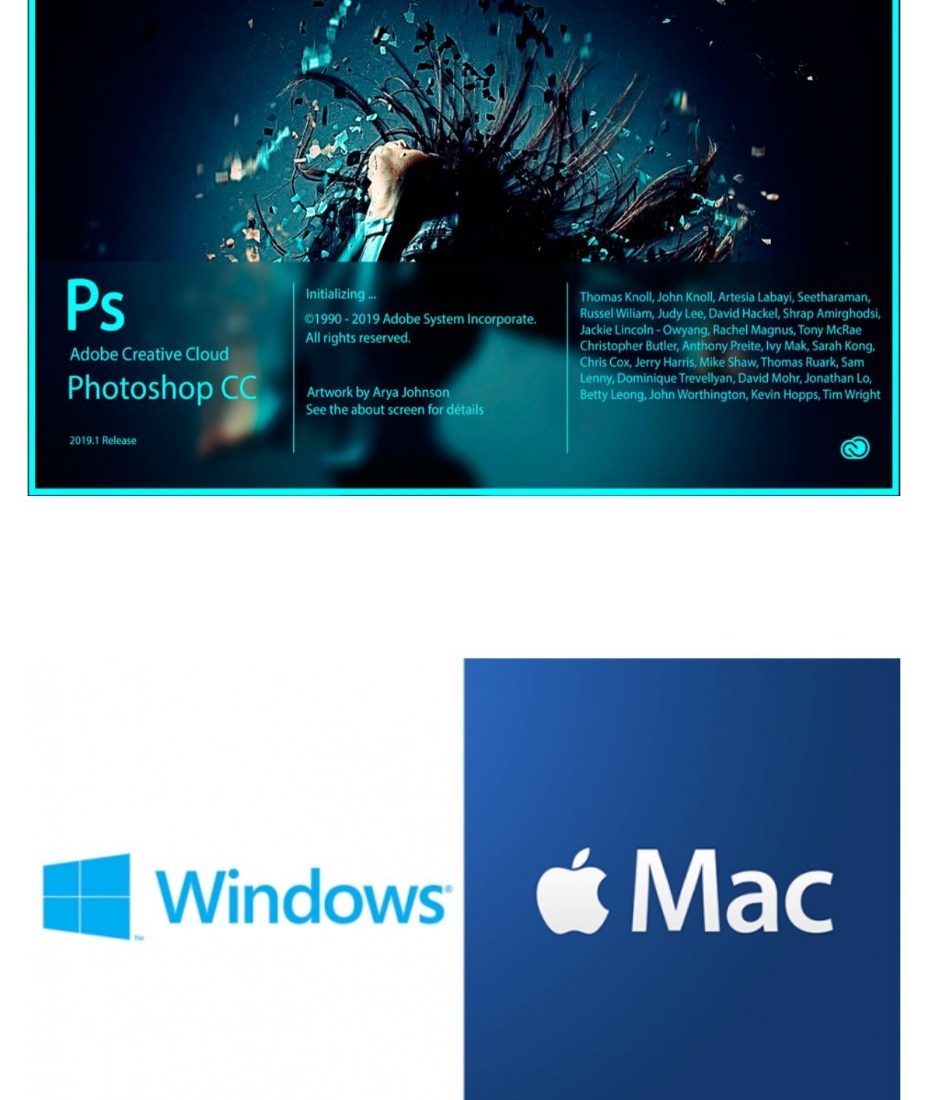 Ps
Adobe Creative Cloud
Photoshop CC
2019.1 Release
Initializing ...
©1990 - 2019 Adobe System Incorporate.
All rights reserved.
Artwork by Arya Johnson
See the about screen for détails
Thomas Knoll, John Knoll, Artesia Labayi, Seetharaman,
Russel Wiliam, Judy Lee, David Hackel, Shrap Amirghodsi,
Jackie Lincoln - Owyang, Rachel Magnus, Tony McRae
Christopher Butler, Anthony Preite, Ivy Mak, Sarah Kong,
Chris Cox, Jerry Harris, Mike Shaw, Thomas Ruark, Sam
Lenny, Dominique Trevellyan, David Mohr, Jonathan Lo,
Betty Leong, John Worthington, Kevin Hopps, Tim Wright
Windows®
™
Mac